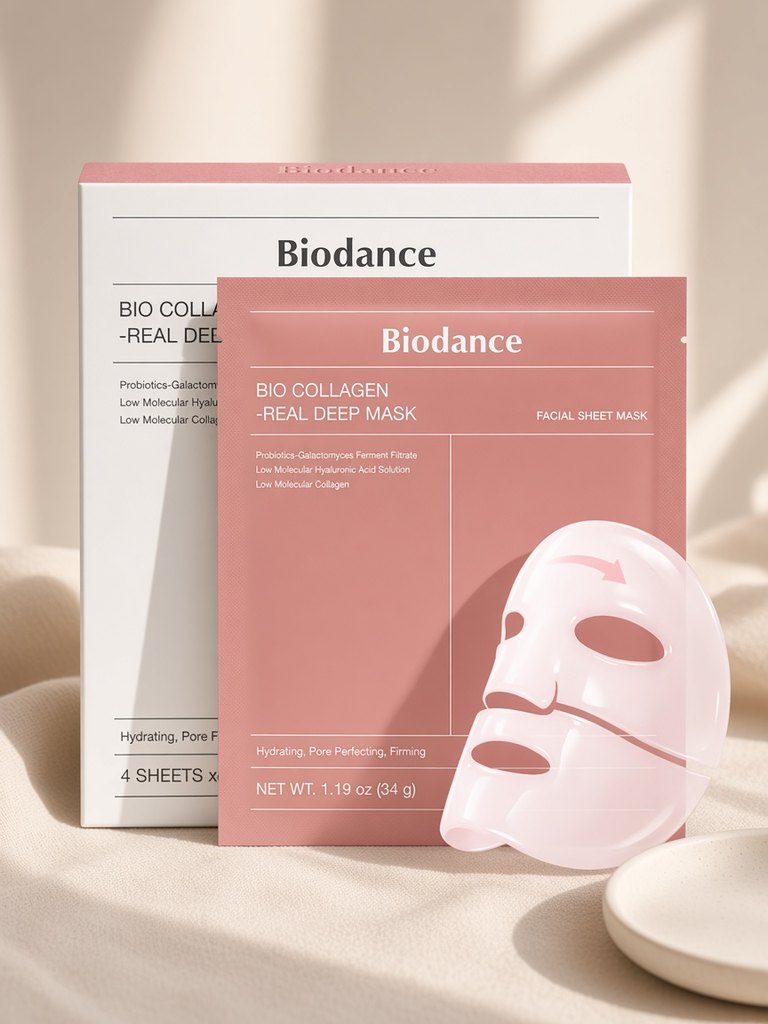 Biodance
Biodance
BIO COLLA
-REAL DEE
Probiotics-Galactom
Low Molecular Hyalu
Low Molecular Collag
Hydrating, Pore F
4 SHEETS
Biodance
BIO COLLAGEN
-REAL DEEP MASK
FACIAL SHEET MASK
Probiotics-Galactomyces Ferment Filtrate
Low Molecular Hyaluronic Acid Solution
Low Molecular Collagen
Hydrating, Pore Perfecting, Firming
NET WT. 1.19 oz (34 g)